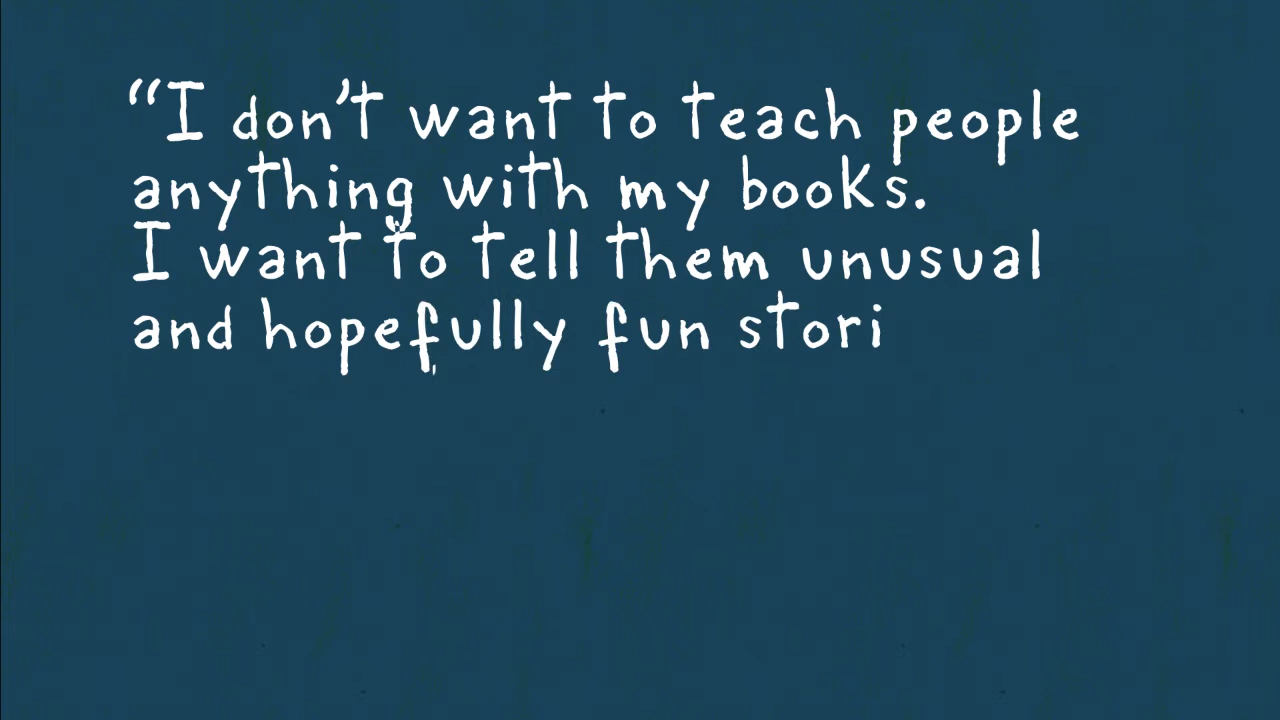 “I don’t want to teach people
anything with my books.
I want to tell them unusual
and hopefully fun stori